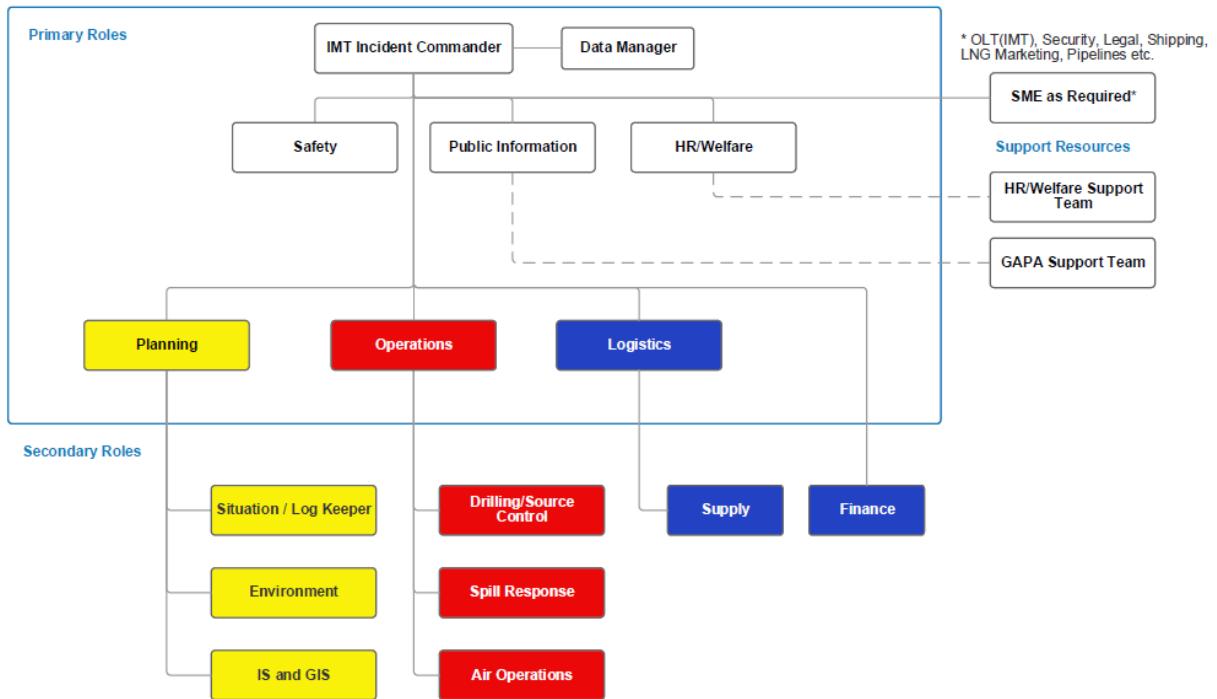 Primary Roles
IMT Incident Commander
Data Manager
* OLT(IMT), Security, Legal, Shipping,
LNG Marketing, Pipelines etc.
SME as Required*
Safety
Public Information
HR/Welfare
Support Resources
HR/Welfare Support
Team
GAPA Support Team
Planning
Operations
Logistics
Secondary Roles
Situation / Log Keeper
Drilling/Source
Control
Supply
Finance
Environment
Spill Response
IS and GIS
Air Operations